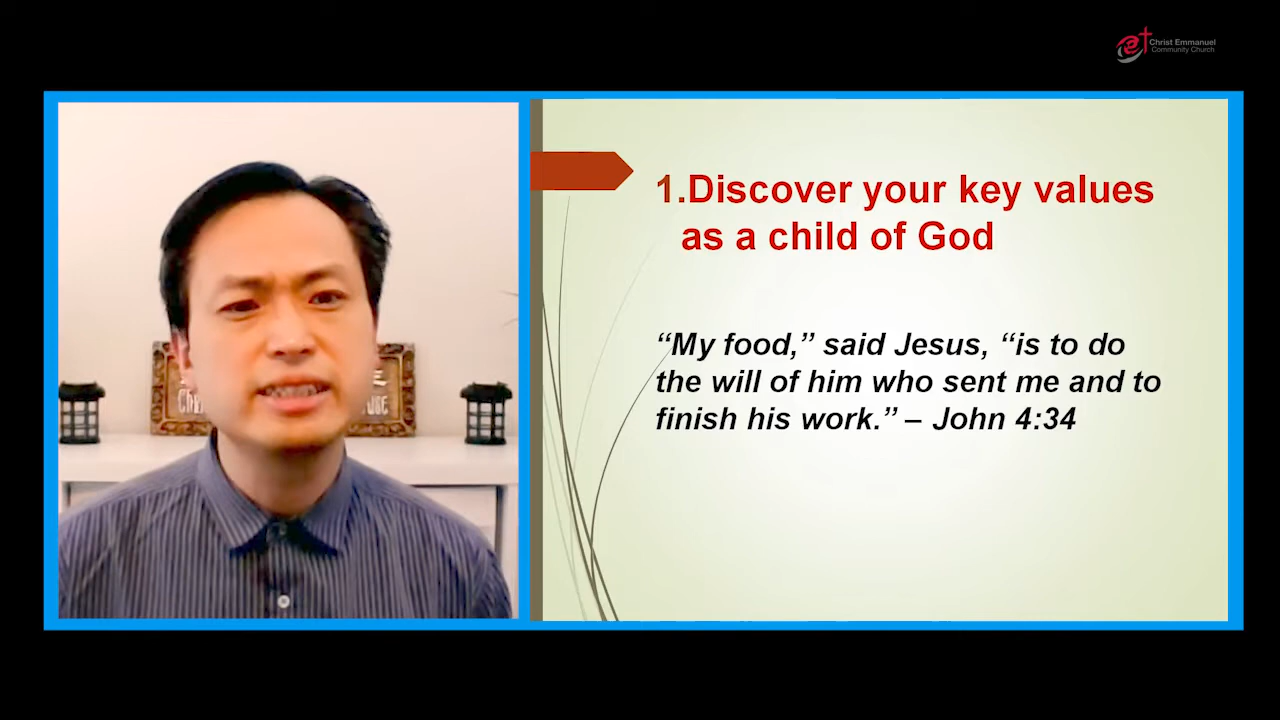 Christ Emmanuel
Community Church
1.Discover your key values
as a child of God
“My food,” said Jesus, “is to do
the will of him who sent me and to
finish his work.” – John 4:34